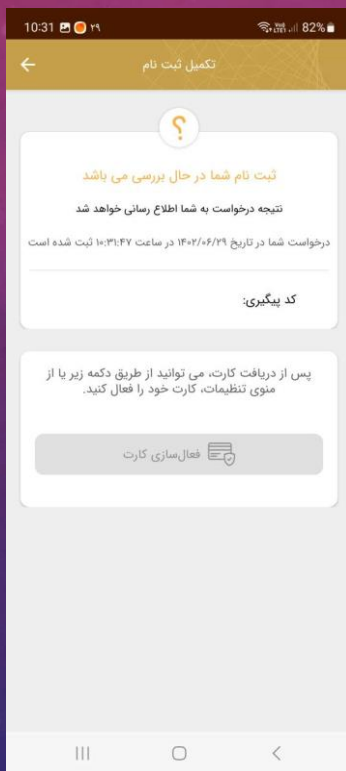 10:31 ۲۹ 82%
تکمیل ثبت نام
؟
ثبت نام شما در حال بررسی می باشد
نتیجه درخواست به شما اطلاع رسانی خواهد شد
درخواست شما در تاریخ ۱۴۰۲/۰۶/۲۹ در ساعت ۱۰:۳۱:۴۷ ثبت شده است
کد پیگیری:
پس از دریافت کارت، می توانید از طریق دکمه زیر یا از
منوی تنظیمات، کارت خود را فعال کنید.
فعال‌سازی کارت